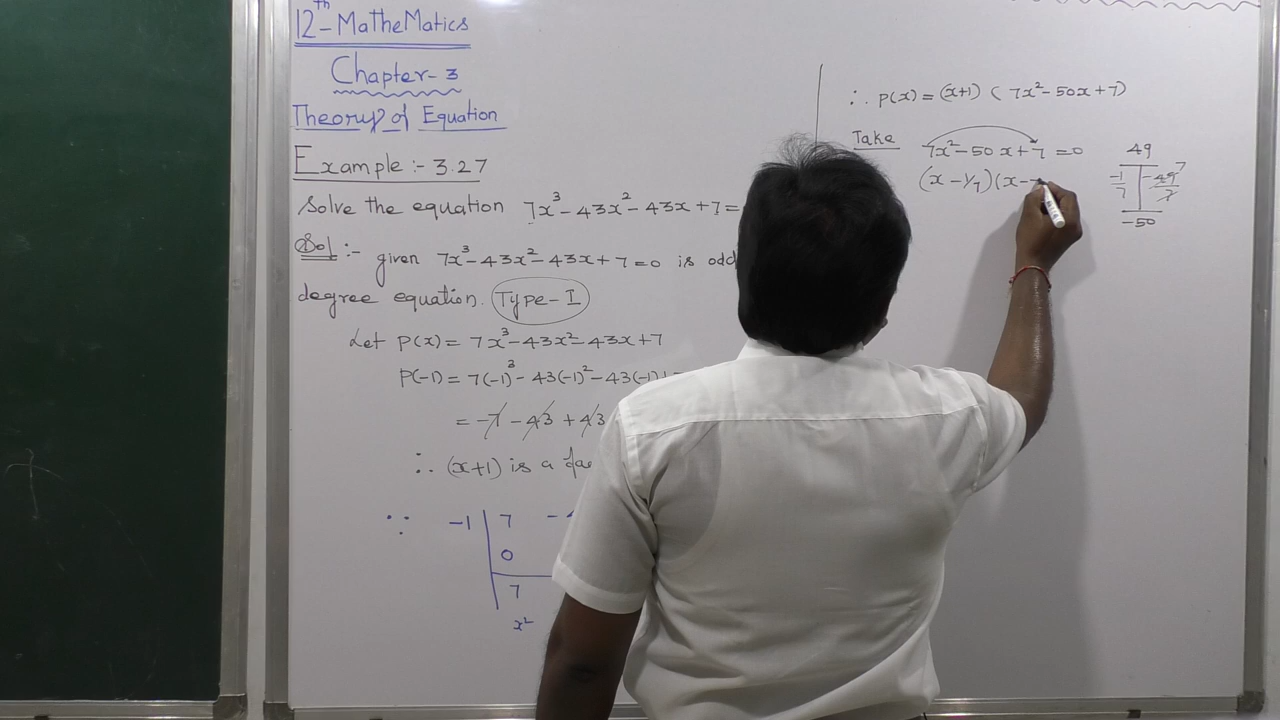 12th - MatheMatics
Chapter - 3
Theory of Equation
Example :- 3.27
Solve the equation 7x³ - 43x² - 43x + 7 =
Sol :- given 7x³ - 43x² - 43x + 7 = 0 is odd
degree equation. Type - I
Let P(x) = 7x³ - 43x² - 43x + 7
P(-1) = 7(-1)³ - 43(-1)² - 43(-1) +
= -7 - 43 + 43
∴ (x+1) is a
∵ -1 | 7 -
0
7
x²
∴ P(x) = (x+1) ( 7x² - 50x + 7)
Take 7x² - 50x + 7 = 0
(x - 1/7) (x -
49
-1/7 -49/7 7
-50